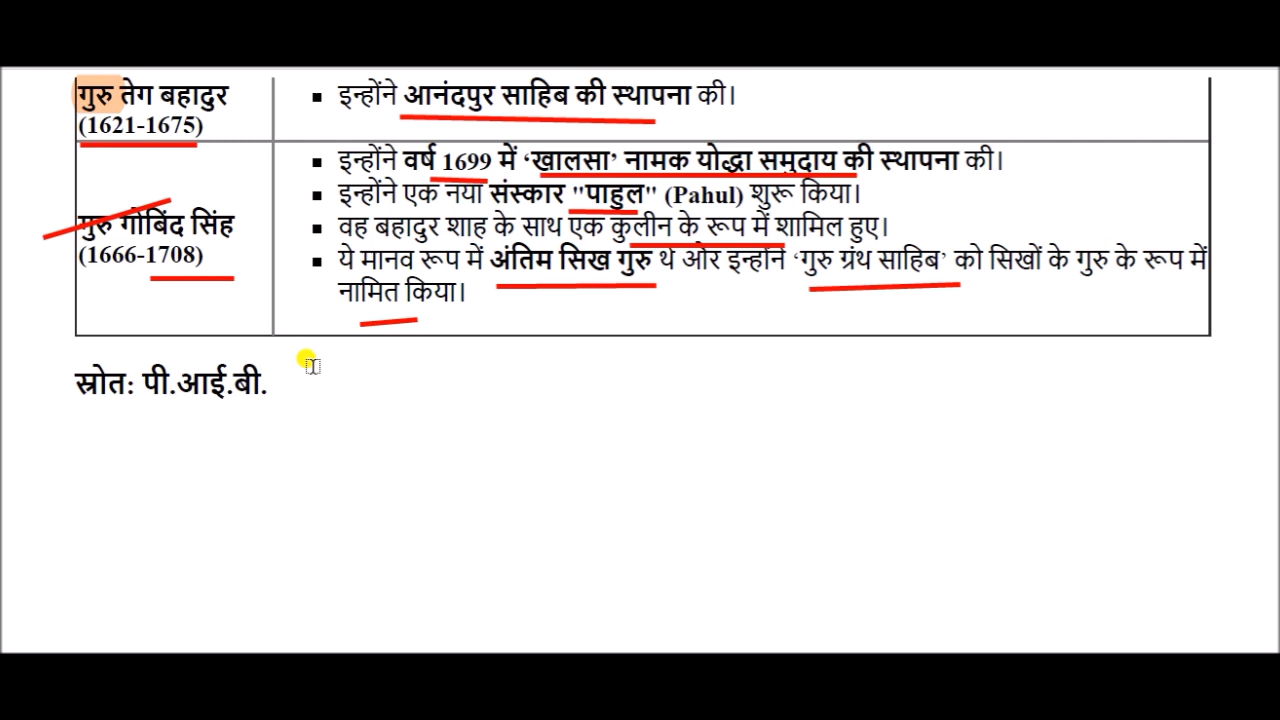 गुरु तेग बहादुर
(1621-1675)
▪ इन्होंने आनंदपुर साहिब की स्थापना की।
गुरु गोबिंद सिंह
(1666-1708)
▪ इन्होंने वर्ष 1699 में ‘खालसा’ नामक योद्धा समुदाय की स्थापना की।
▪ इन्होंने एक नया संस्कार "पाहुल" (Pahul) शुरू किया।
▪ वह बहादुर शाह के साथ एक कुलीन के रूप में शामिल हुए।
▪ ये मानव रूप में अंतिम सिख गुरु थे और इन्होंने ‘गुरु ग्रंथ साहिब’ को सिखों के गुरु के रूप में
नामित किया।
स्रोत: पी.आई.बी.